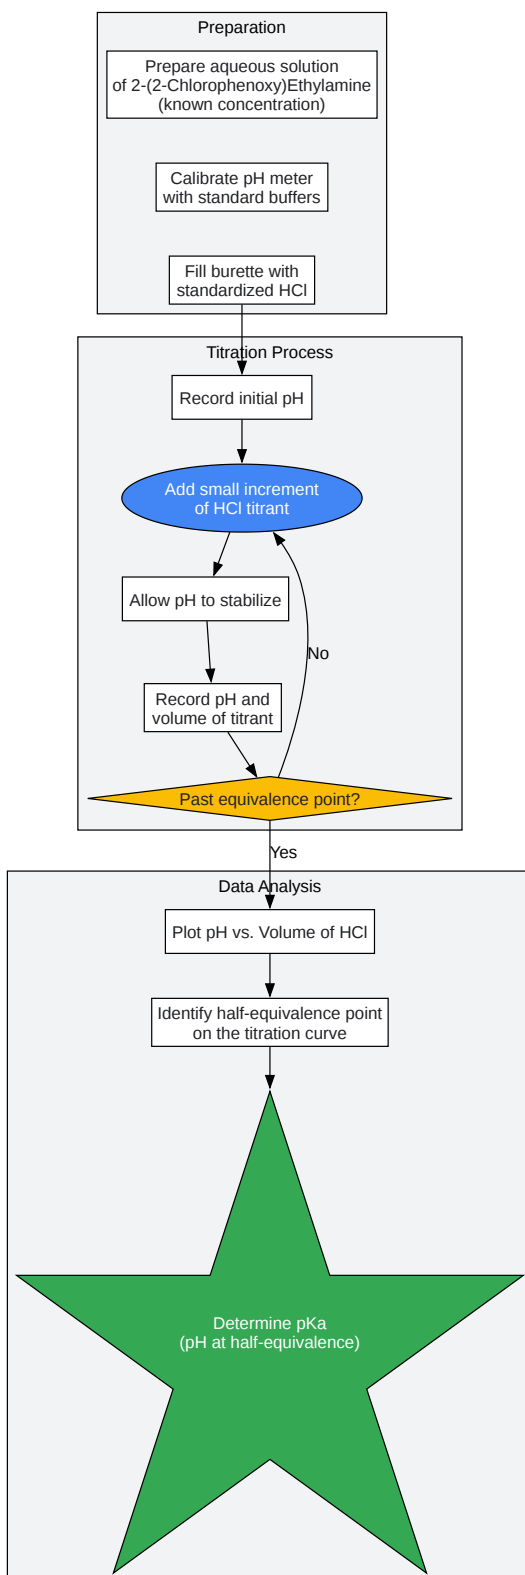 Preparation
Prepare aqueous solution
of 2-(2-Chlorophenoxy)Ethylamine
(known concentration)
Calibrate pH meter
with standard buffers
Fill burette with
standardized HCl
Titration Process
Record initial pH
Add small increment
of HCl titrant
Allow pH to stabilize
No
Record pH and
volume of titrant
Past equivalence point?
Yes
Data Analysis
Plot pH vs. Volume of HCl
Identify half-equivalence point
on the titration curve
Determine pKa
(pH at half-equivalence)